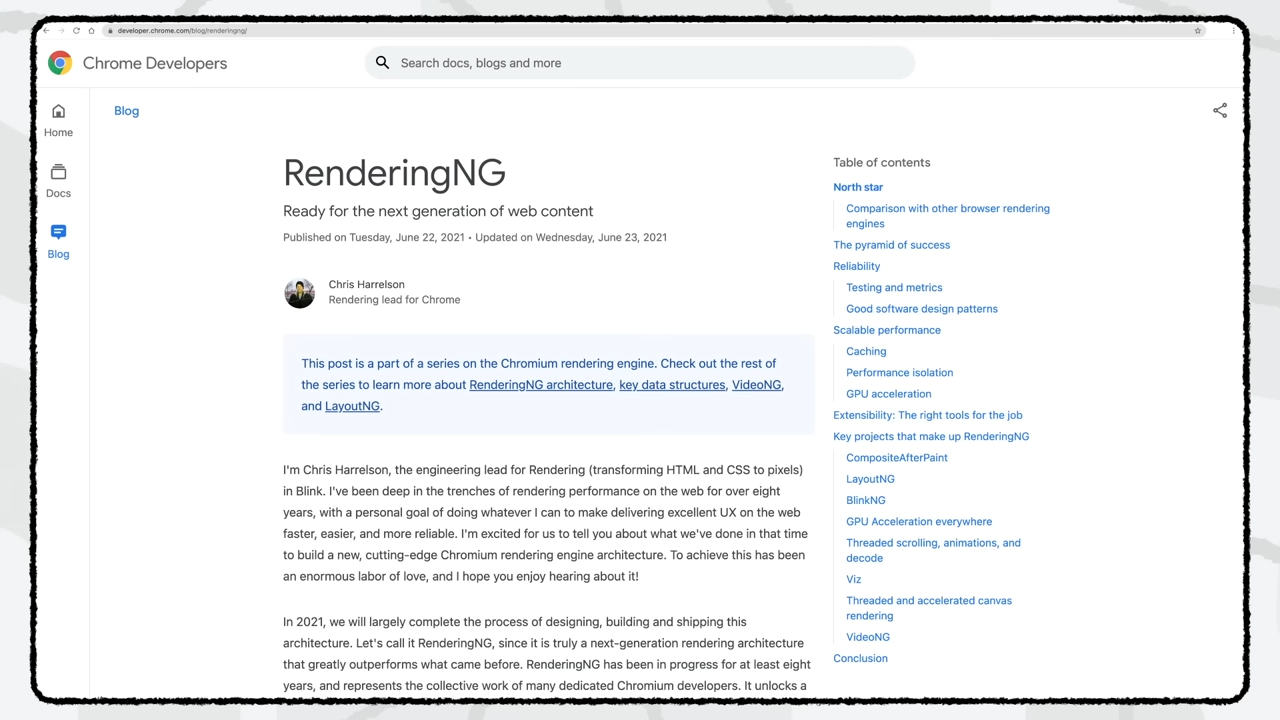 developer.chrome.com/blog/renderingng/
Chrome Developers
Search docs, blogs and more
Home
Docs
Blog
Blog
RenderingNG
Ready for the next generation of web content
Published on Tuesday, June 22, 2021 • Updated on Wednesday, June 23, 2021
Chris Harrelson
Rendering lead for Chrome
This post is a part of a series on the Chromium rendering engine. Check out the rest of
the series to learn more about RenderingNG architecture, key data structures, VideoNG,
and LayoutNG.
I'm Chris Harrelson, the engineering lead for Rendering (transforming HTML and CSS to pixels)
in Blink. I've been deep in the trenches of rendering performance on the web for over eight
years, with a personal goal of doing whatever I can to make delivering excellent UX on the web
faster, easier, and more reliable. I'm excited for us to tell you about what we've done in that time
to build a new, cutting-edge Chromium rendering engine architecture. To achieve this has been
an enormous labor of love, and I hope you enjoy hearing about it!
In 2021, we will largely complete the process of designing, building and shipping this
architecture. Let's call it RenderingNG, since it is truly a next-generation rendering architecture
that greatly outperforms what came before. RenderingNG has been in progress for at least eight
years, and represents the collective work of many dedicated Chromium developers. It unlocks a
Table of contents
North star
Comparison with other browser rendering
engines
The pyramid of success
Reliability
Testing and metrics
Good software design patterns
Scalable performance
Caching
Performance isolation
GPU acceleration
Extensibility: The right tools for the job
Key projects that make up RenderingNG
CompositeAfterPaint
LayoutNG
BlinkNG
GPU Acceleration everywhere
Threaded scrolling, animations, and
decode
Viz
Threaded and accelerated canvas
rendering
VideoNG
Conclusion